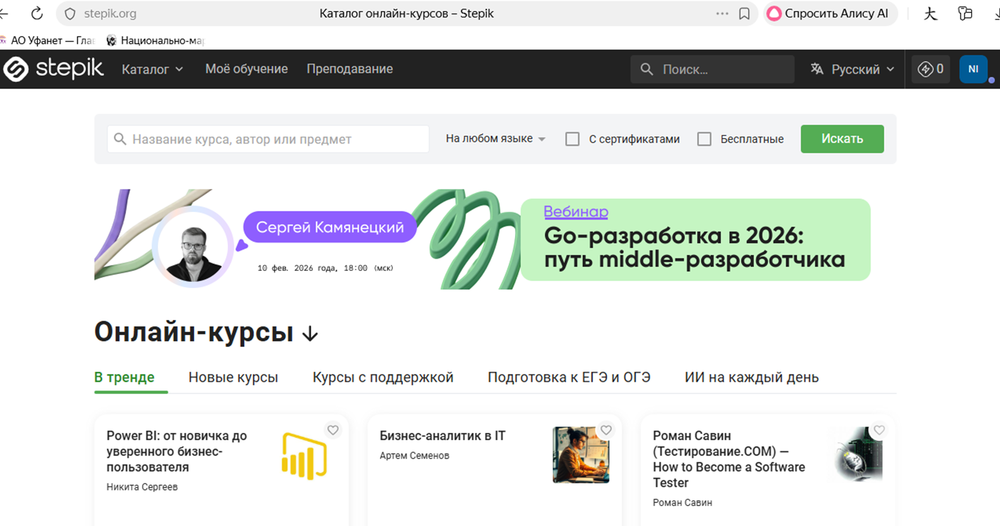 stepik.org
Каталог онлайн-курсов – Stepik
Спросить Алису AI
АО Уфанет — Глав
Национально-мар
stepik
Каталог
Моё обучение
Преподавание
Поиск...
Русский
0
NI
Название курса, автор или предмет
На любом языке
С сертификатами
Бесплатные
Искать
Сергей Камянецкий
10 фев. 2026 года, 18:00 (мск)
Вебинар
Go-разработка в 2026:
путь middle-разработчика
Онлайн-курсы
В тренде
Новые курсы
Курсы с поддержкой
Подготовка к ЕГЭ и ОГЭ
ИИ на каждый день
Power BI: от новичка до
уверенного бизнес-
пользователя
Никита Сергеев
Бизнес-аналитик в IT
Артем Семенов
Роман Савин
(Тестирование.COM) —
How to Become a Software
Tester
Роман Савин